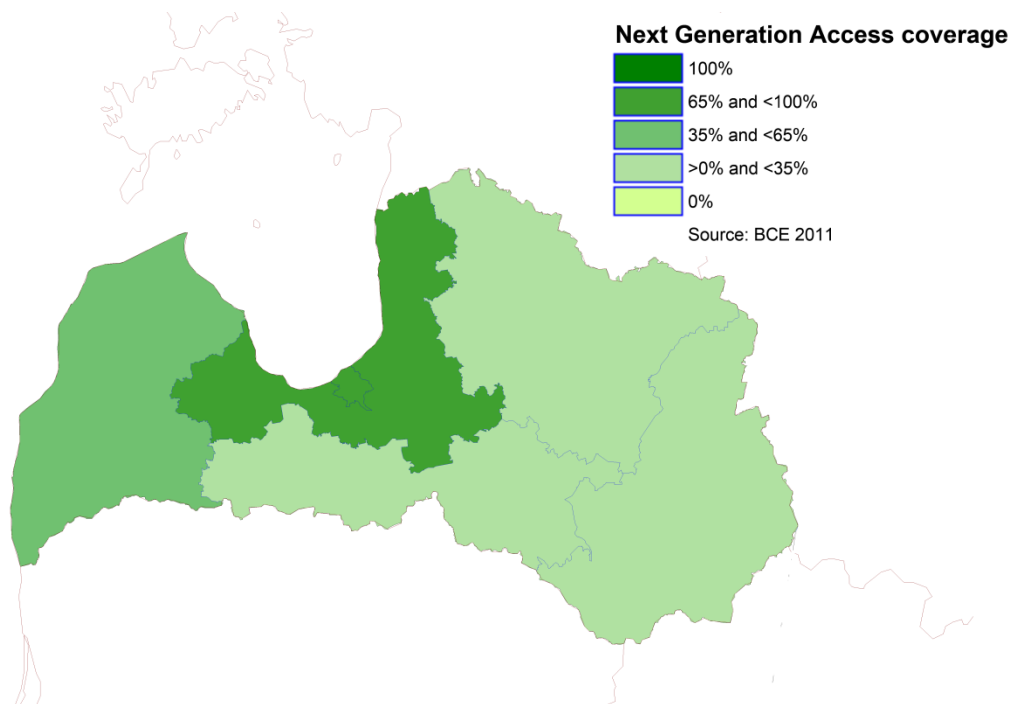 Next Generation Access coverage
100%
65% and <100%
35% and <65%
>0% and <35%
0%
Source: BCE 2011